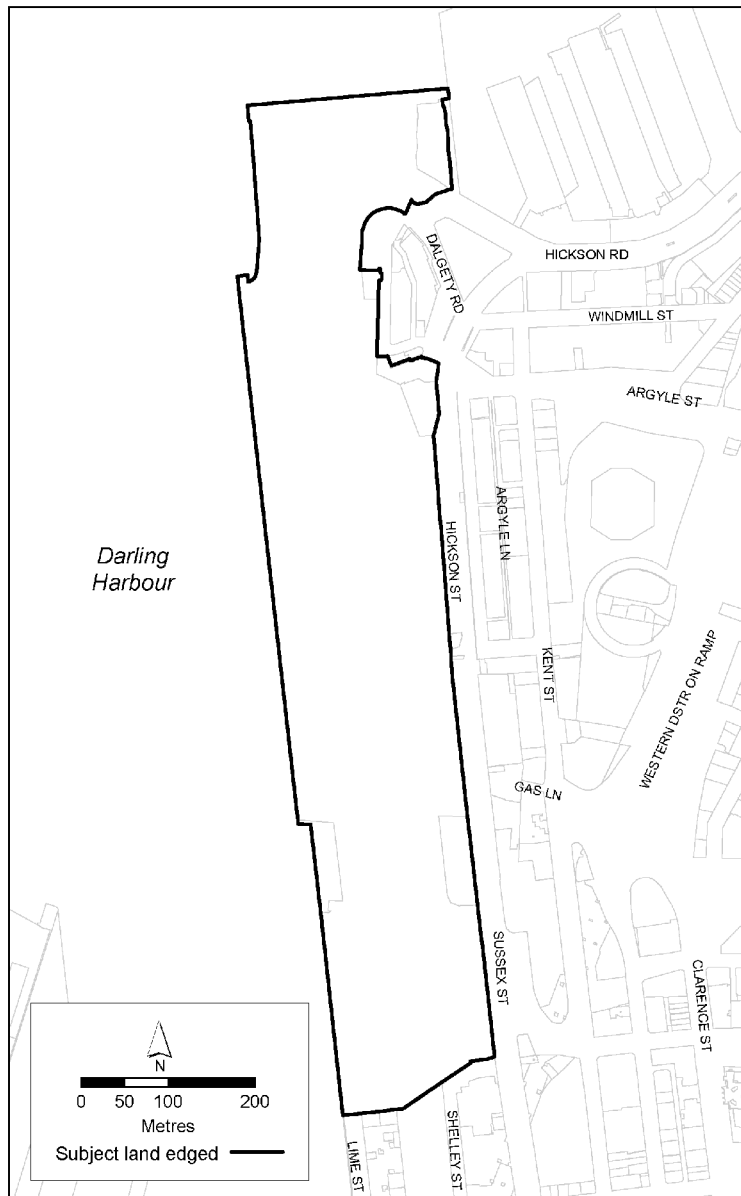 HICKSON RD
DALGETY RD
WINDMILL ST
ARGYLE ST
ARGYLE LN
HICKSON ST
Darling
Harbour
KENT ST
WESTERN DSTR ON RAMP
GAS LN
SUSSEX ST
CLARENCE ST
N
0 50 100 200
Metres
Subject land edged
SHELLEY ST
LIME ST